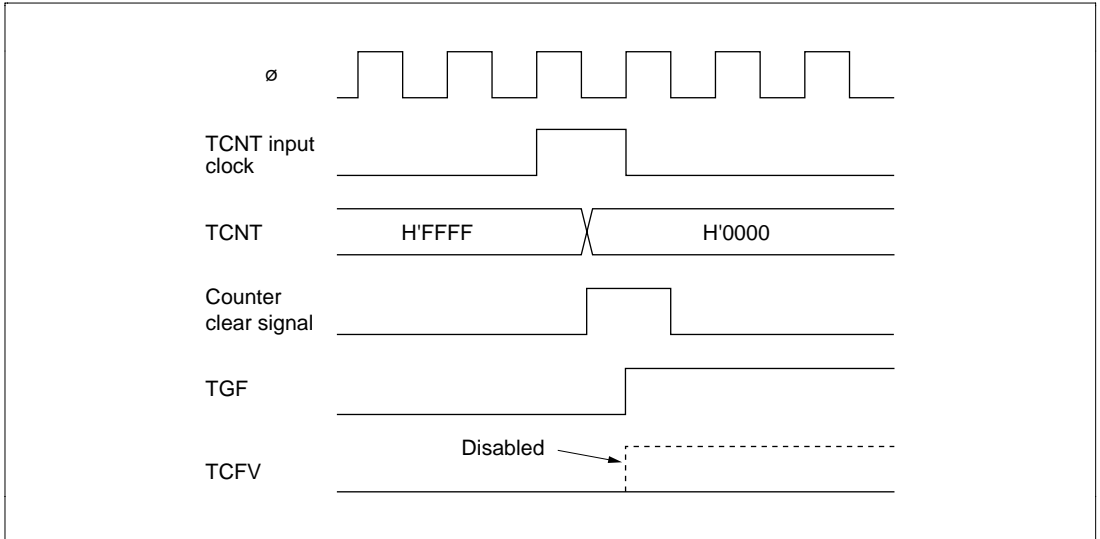 ø
TCNT input
clock
TCNT
H'FFFF
H'0000
Counter
clear signal
TGF
Disabled
TCFV